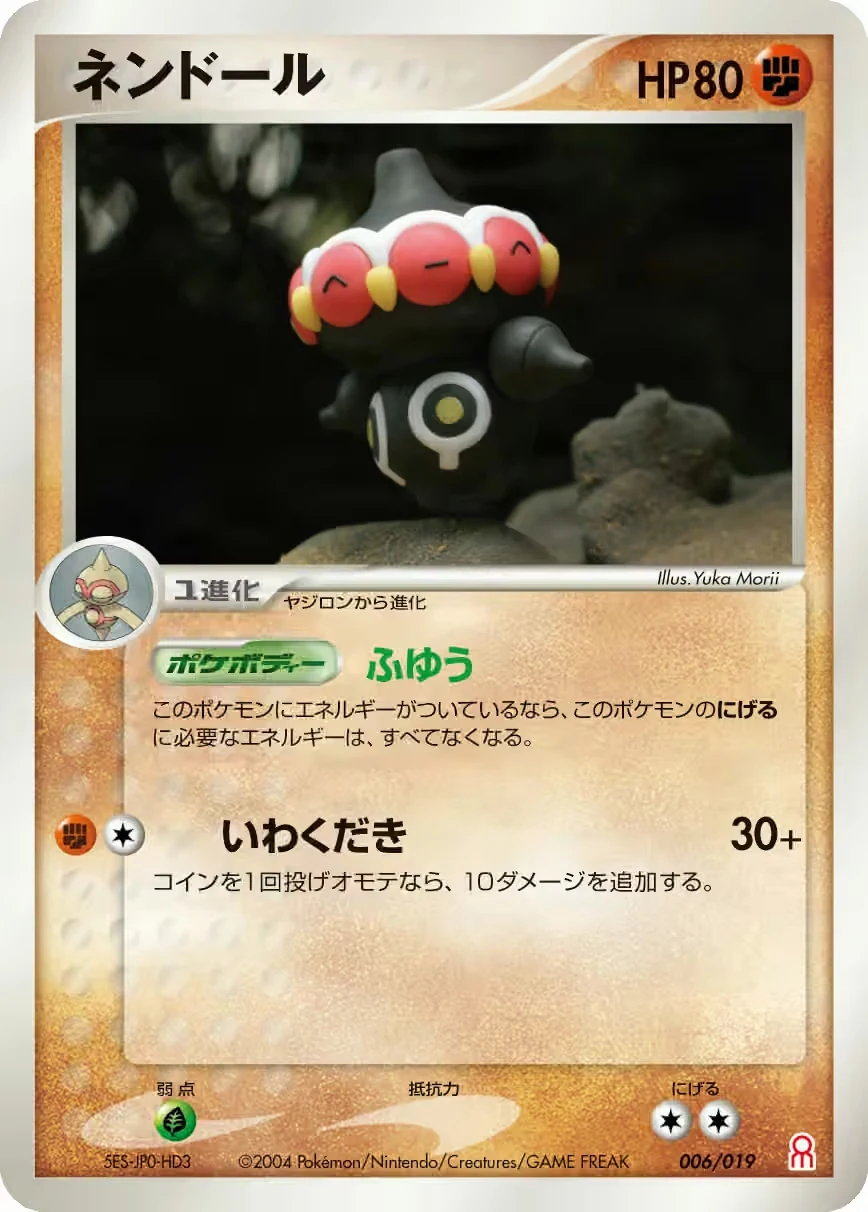 ネンドール
HP80
Illus.Yuka Morii
1進化
ヤジロンから進化
ポケボディー ふゆう
このポケモンにエネルギーがついているなら、このポケモンのにげる
に必要なエネルギーは、すべてなくなる。
いわくだき 30+
コインを1回投げオモテなら、10ダメージを追加する。
弱点 抵抗力 にげる
5ES-JP0-HD3 ©2004 Pokémon/Nintendo/Creatures/GAME FREAK 006/019